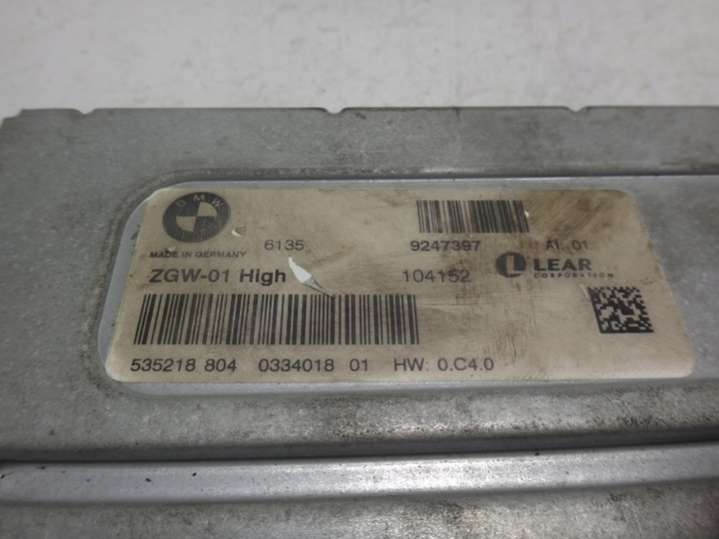 BMW
MADE IN GERMANY
6135 9247397 AI. 01
ZGW-01 High 104152 LEAR
CORPORATION
535218 804 0334018 01 HW: 0.C4.0